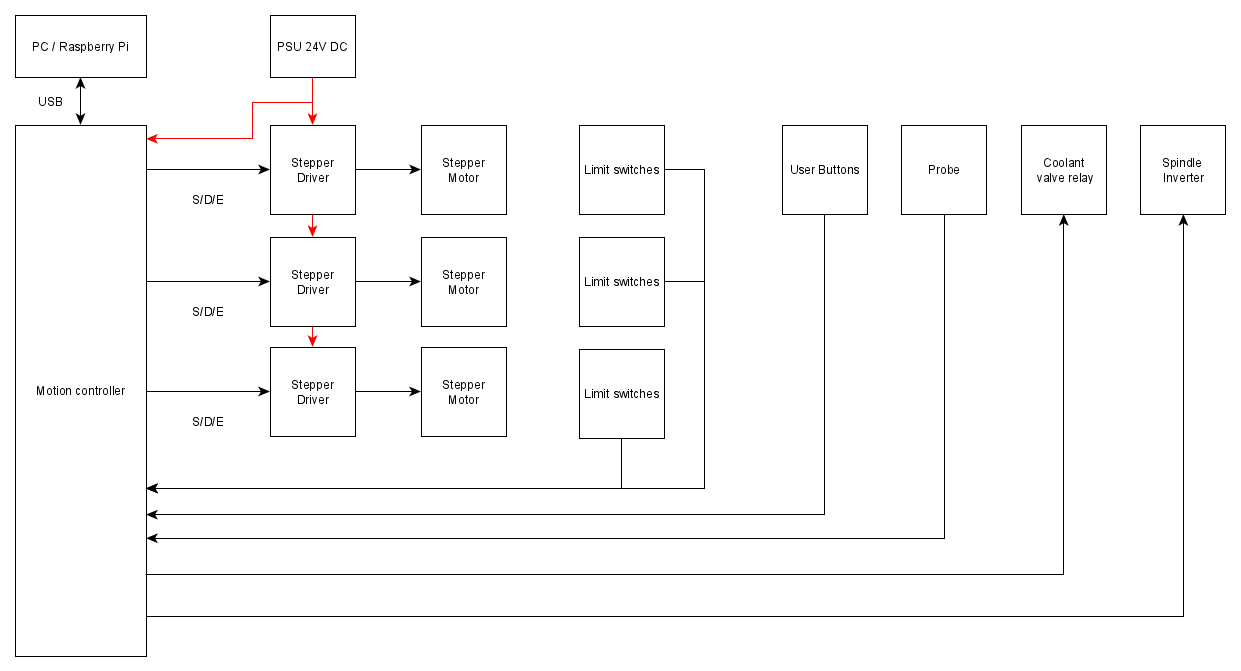 PC / Raspberry Pi
PSU 24V DC
USB
Stepper
Driver
Stepper
Motor
Limit switches
User Buttons
Probe
Coolant
valve relay
Spindle
Inverter
S/D/E
Stepper
Driver
Stepper
Motor
Limit switches
S/D/E
Motion controller
Stepper
Driver
Stepper
Motor
Limit switches
S/D/E